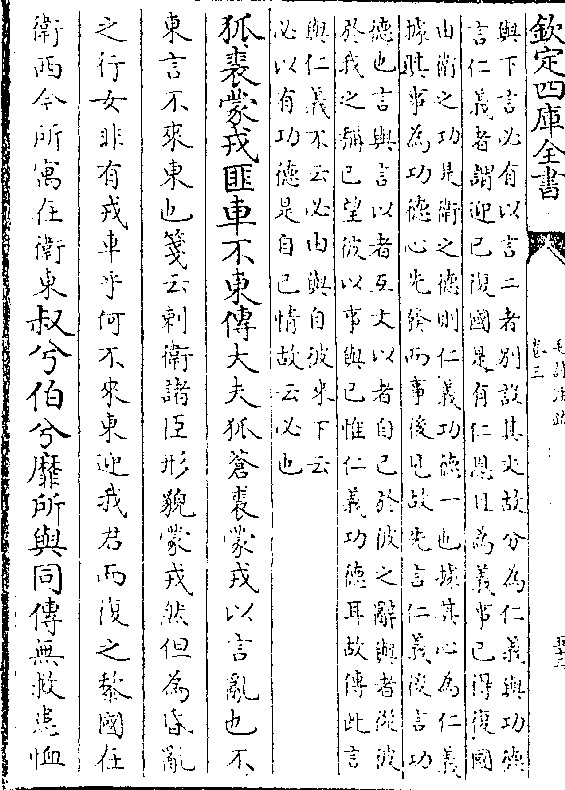 欽定四庫全書
毛詩注疏
卷三
與下言必有以言二者別設其文故分為仁義與功德
言仁義者謂迎已復國是有仁恩且為義事已得復國
由衛之功是衛之德則仁義功德一也據其心為仁義
據其事為功德心先發而事後見故先言仁義後言功
德也言與言以者互文以者自已於彼之辭與者從彼
於我之稱已望彼以事與已惟仁義功德耳故傳此言
與仁義不云必由與自彼來下云
必以有功德是自已情故云必也
狐裘蒙戎匪車不東傳大夫狐蒼裘蒙戎以言亂也不
東言不來東也箋云刺衛諸臣形貌蒙戎然但為昏亂
之行女非有戎車乎何不來東迎我君而復之黎國在
衛西今所寓在衛東叔兮伯兮靡所與同傳無救患恤